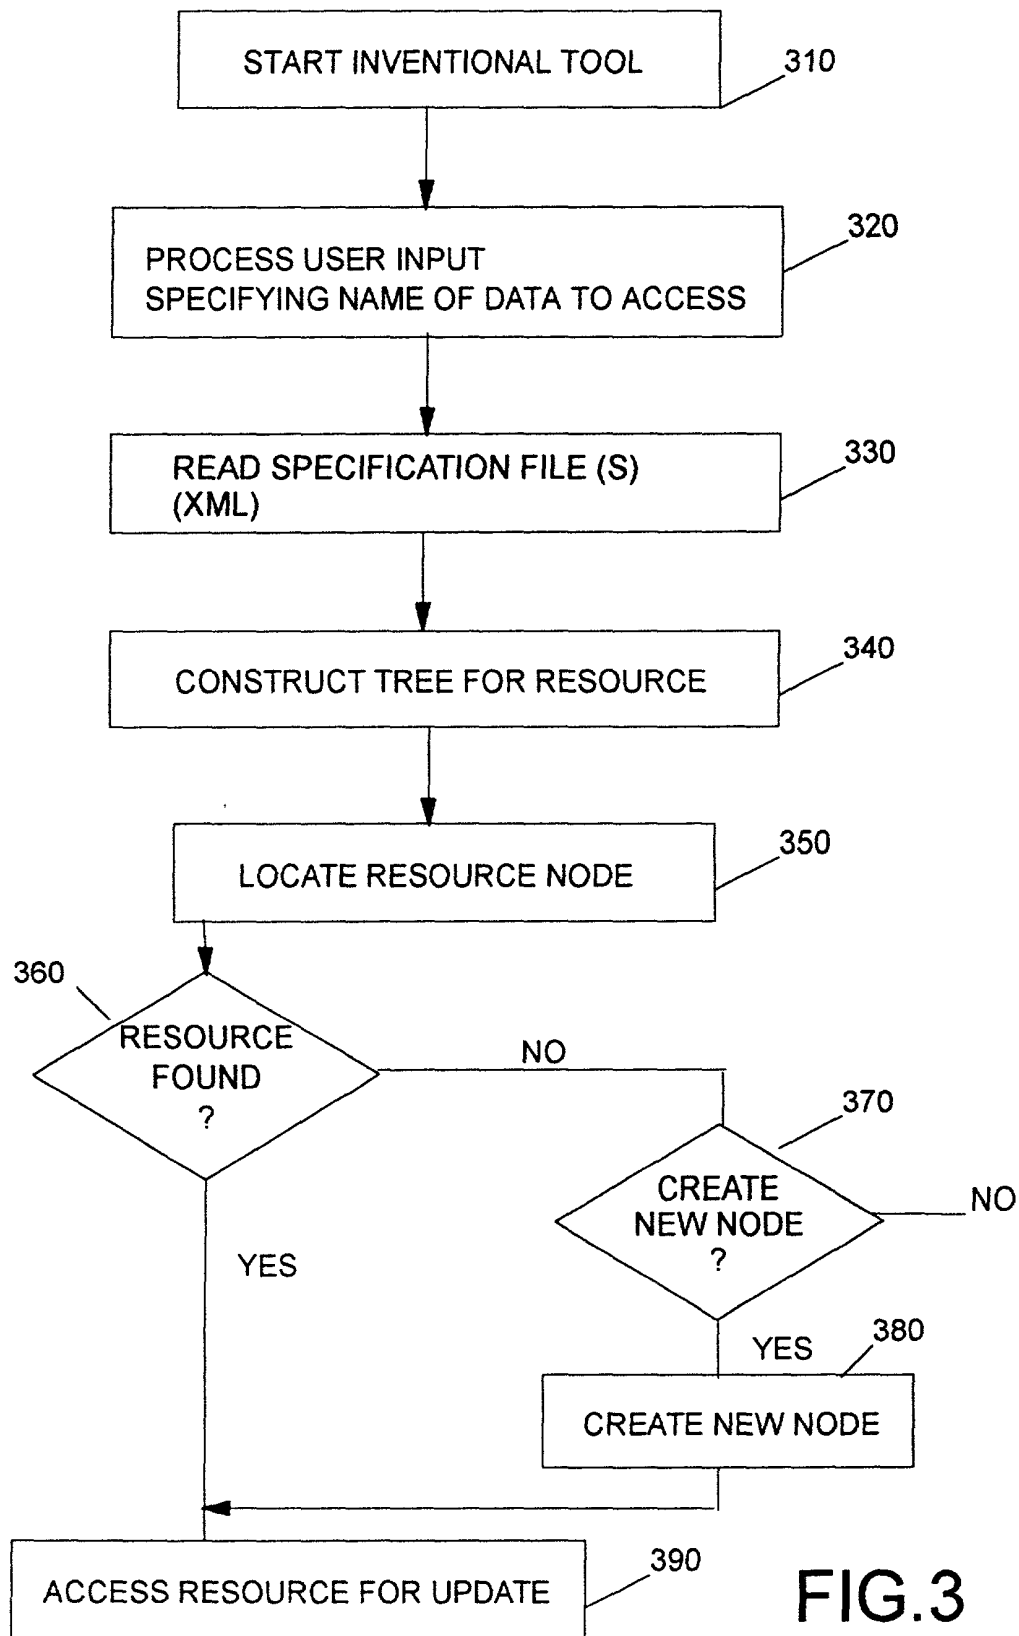 START INVENTIONAL TOOL
310
320
PROCESS USER INPUT
SPECIFYING NAME OF DATA TO ACCESS
330
READ SPECIFICATION FILE (S)
(XML)
340
CONSTRUCT TREE FOR RESOURCE
350
LOCATE RESOURCE NODE
360
RESOURCE
FOUND
?
NO
370
CREATE
NEW NODE
?
NO
YES
YES
380
CREATE NEW NODE
390
ACCESS RESOURCE FOR UPDATE
FIG.3